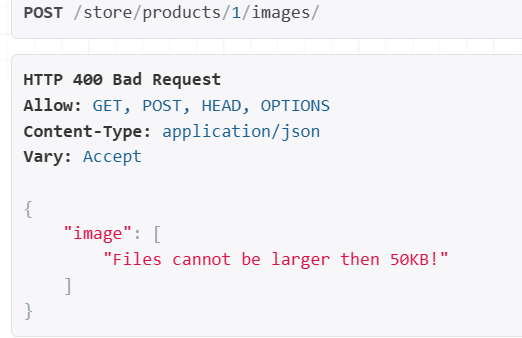 POST /store/products/1/images/
HTTP 400 Bad Request
Allow: GET, POST, HEAD, OPTIONS
Content-Type: application/json
Vary: Accept
{
"image": [
"Files cannot be larger then 50KB!"
]
}